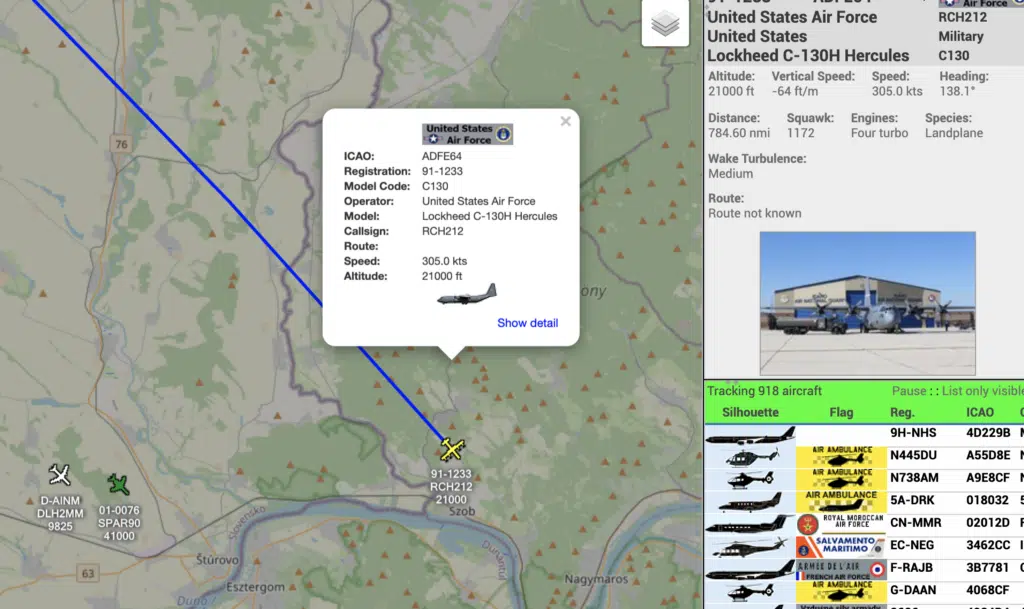 76
United States
Air Force
ICAO: ADFE64
Registration: 91-1233
Model Code: C130
Operator: United States Air Force
Model: Lockheed C-130H Hercules
Callsign: RCH212
Route:
Speed: 305.0 kts
Altitude: 21000 ft
Show detail
ony
91-1233
RCH212
21000
Szob
D-AINM
DLH2MM
9825
01-0076
SPAR90
41000
Slovensko
Štúrovo
63
Esztergom
Dunántúl
Nagymaros
91-1233
Air Force
United States Air Force RCH212
United States Military
Lockheed C-130H Hercules C130
Altitude: Vertical Speed: Speed: Heading:
21000 ft -64 ft/m 305.0 kts 138.1°
Distance: Squawk: Engines: Species:
784.60 nmi 1172 Four turbo Landplane
Wake Turbulence:
Medium
Route:
Route not known
Tracking 918 aircraft Pause :: List only visible
Silhouette Flag Reg. ICAO
9H-NHS 4D229B
AIR AMBULANCE N445DU A55D8E
AIR AMBULANCE N738AM A9E8CF
AIR AMBULANCE 5A-DRK 018032
ROYAL MOROCCAN
AIR FORCE CN-MMR 02012D
SALVAMENTO
MARITIMO EC-NEG 3462CC
ARMÉE DE L'AIR
FRENCH AIR FORCE F-RAJB 3B7781
AIR AMBULANCE G-DAAN 4068CF